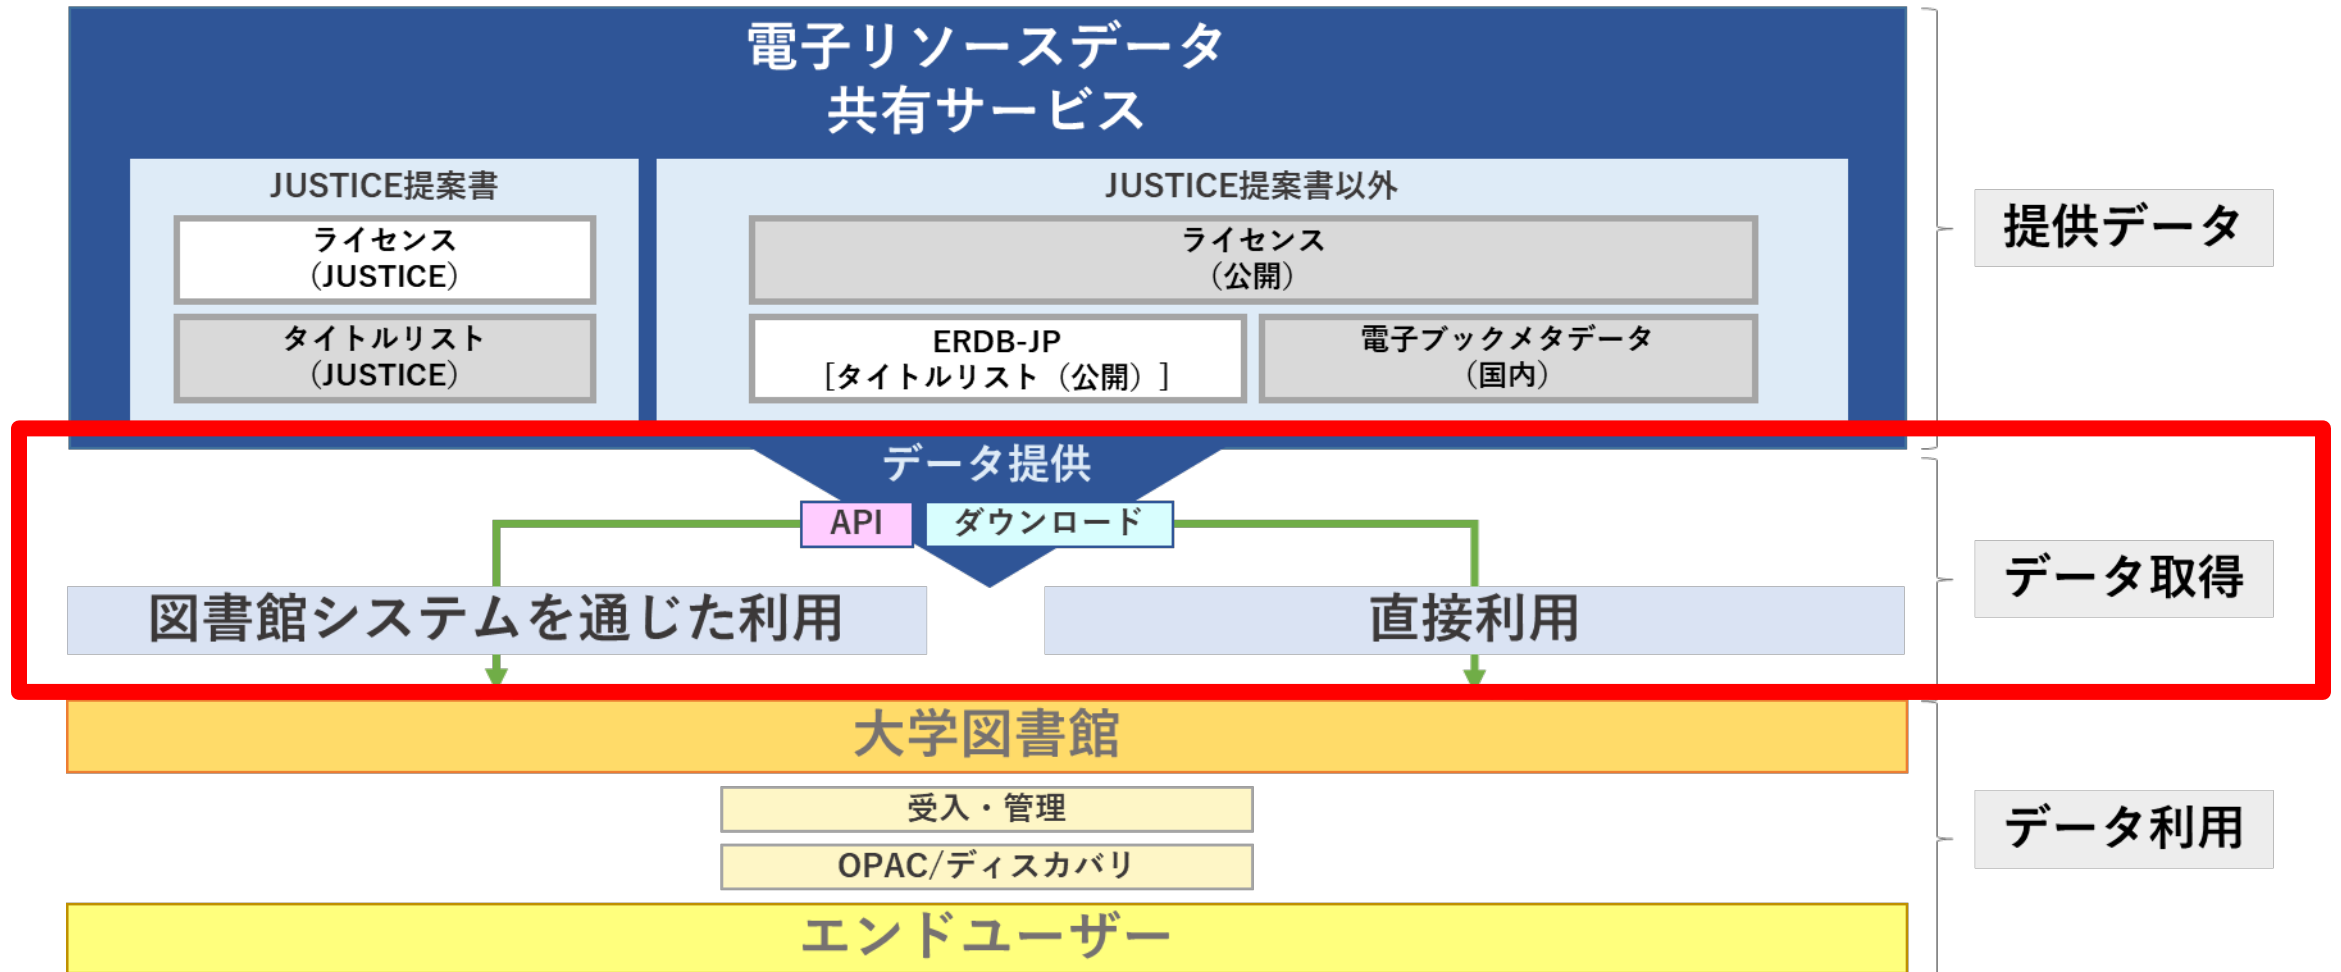 電子リソースデータ
共有サービス
JUSTICE提案書
ライセンス
（JUSTICE）
タイトルリスト
（JUSTICE）
JUSTICE提案書以外
ライセンス
（公開）
ERDB-JP
［タイトルリスト（公開）］
電子ブックメタデータ
（国内）
提供データ
データ提供
API
ダウンロード
図書館システムを通じた利用
直接利用
データ取得
大学図書館
受入・管理
OPAC/ディスカバリ
データ利用
エンドユーザー